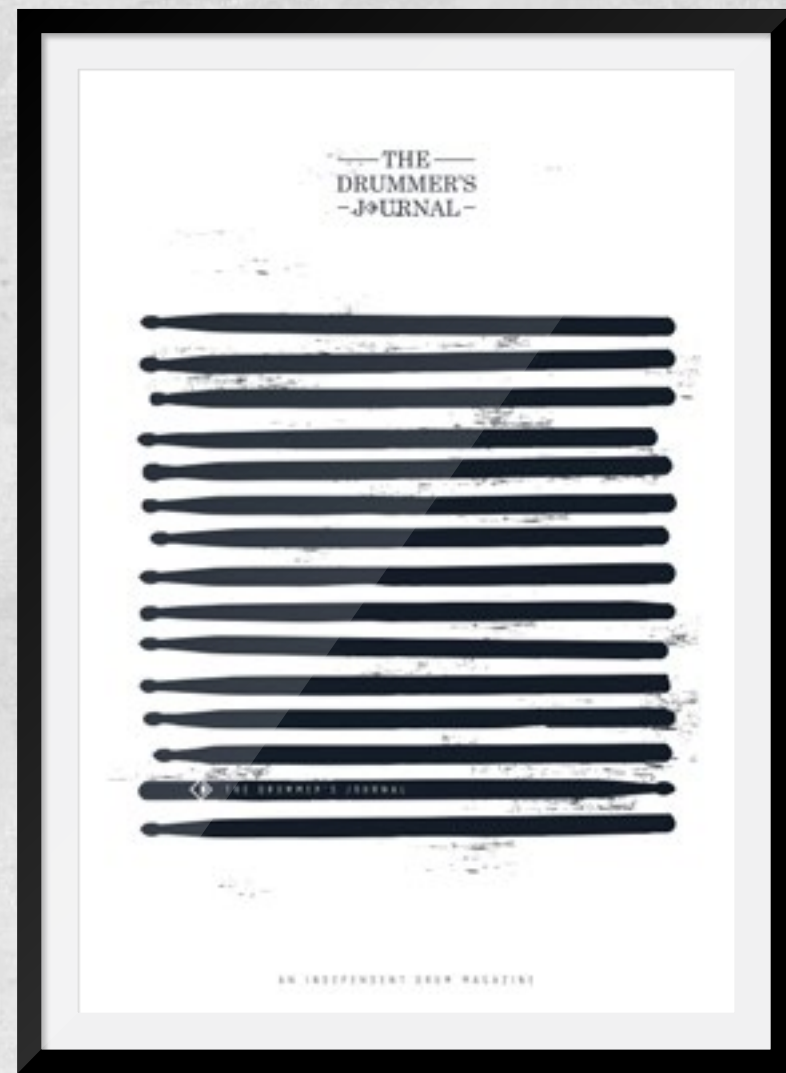 THE
DRUMMER'S
JOURNAL
THE DRUMMER'S JOURNAL
AN INDEPENDENT DRUM MAGAZINE